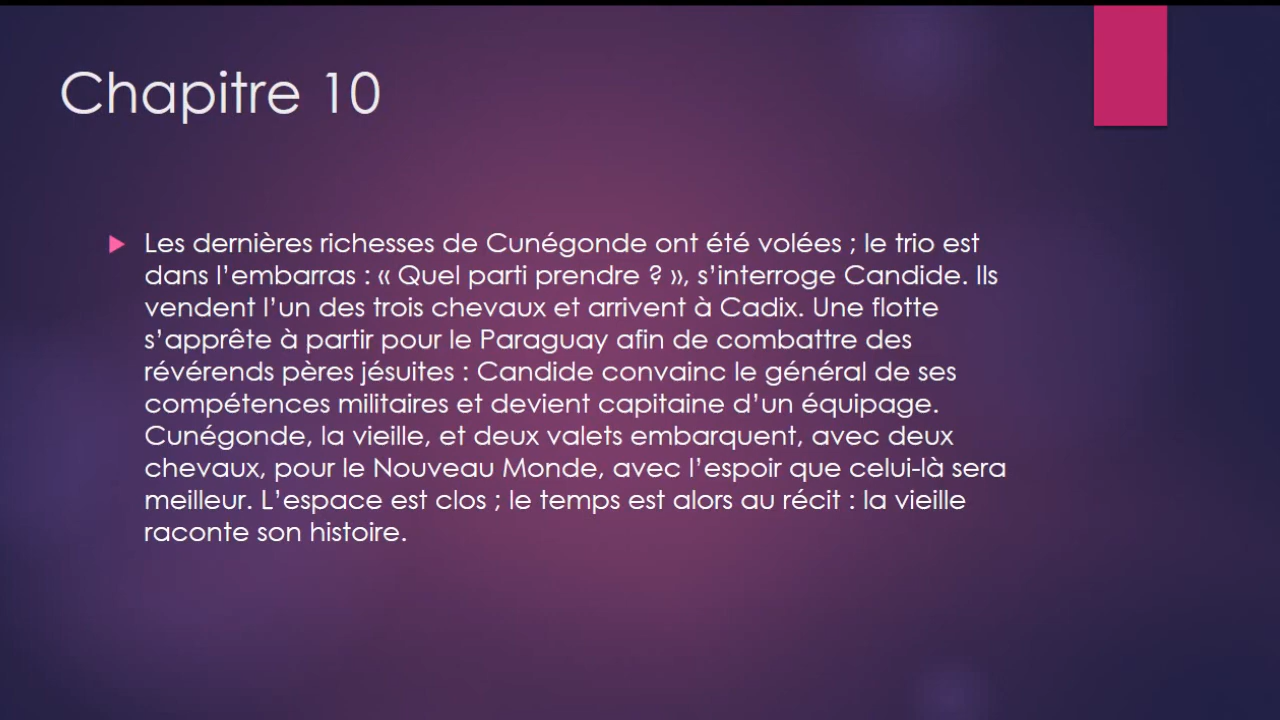 Chapitre 10
Les dernières richesses de Cunégonde ont été volées ; le trio est
dans l’embarras : « Quel parti prendre ? », s’interroge Candide. Ils
vendent l’un des trois chevaux et arrivent à Cadix. Une flotte
s’apprête à partir pour le Paraguay afin de combattre des
révérends pères jésuites : Candide convainc le général de ses
compétences militaires et devient capitaine d’un équipage.
Cunégonde, la vieille, et deux valets embarquent, avec deux
chevaux, pour le Nouveau Monde, avec l’espoir que celui-là sera
meilleur. L’espace est clos ; le temps est alors au récit : la vieille
raconte son histoire.